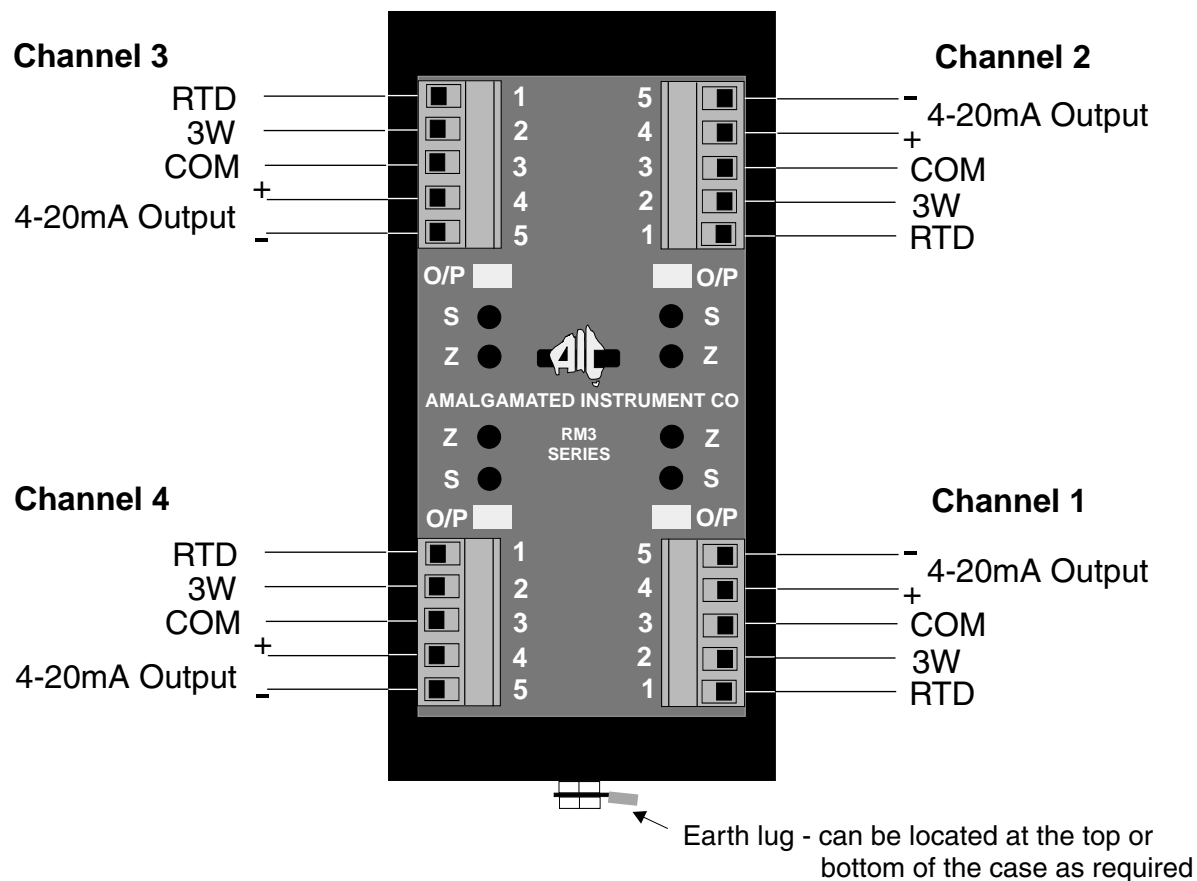 Channel 3
RTD
3W
COM
+
4-20mA Output
-
1
2
3
4
5
Channel 2
5
4
3
2
1
-
4-20mA Output
+
COM
3W
RTD
O/P
O/P
S
S
Z
Z
AIC
AMALGAMATED INSTRUMENT CO
Z
RM3
SERIES
Z
S
S
O/P
O/P
Channel 4
RTD
3W
COM
+
4-20mA Output
-
1
2
3
4
5
Channel 1
5
4
3
2
1
-
4-20mA Output
+
COM
3W
RTD
Earth lug - can be located at the top or
bottom of the case as required